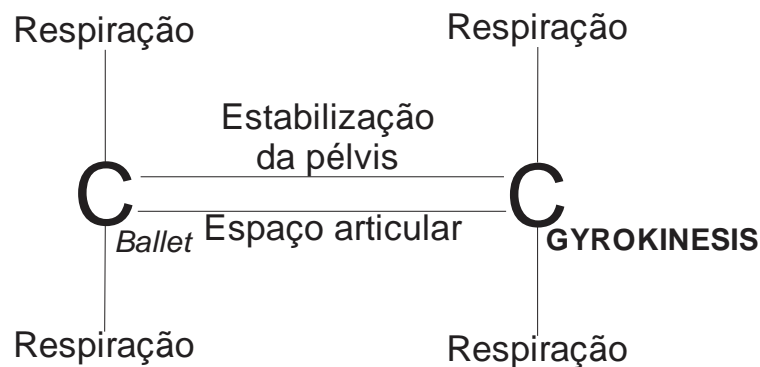 Respiração
Respiração
Estabilização
da pélvis
C
C
Ballet
Espaço articular
GYROKINESIS
Respiração
Respiração